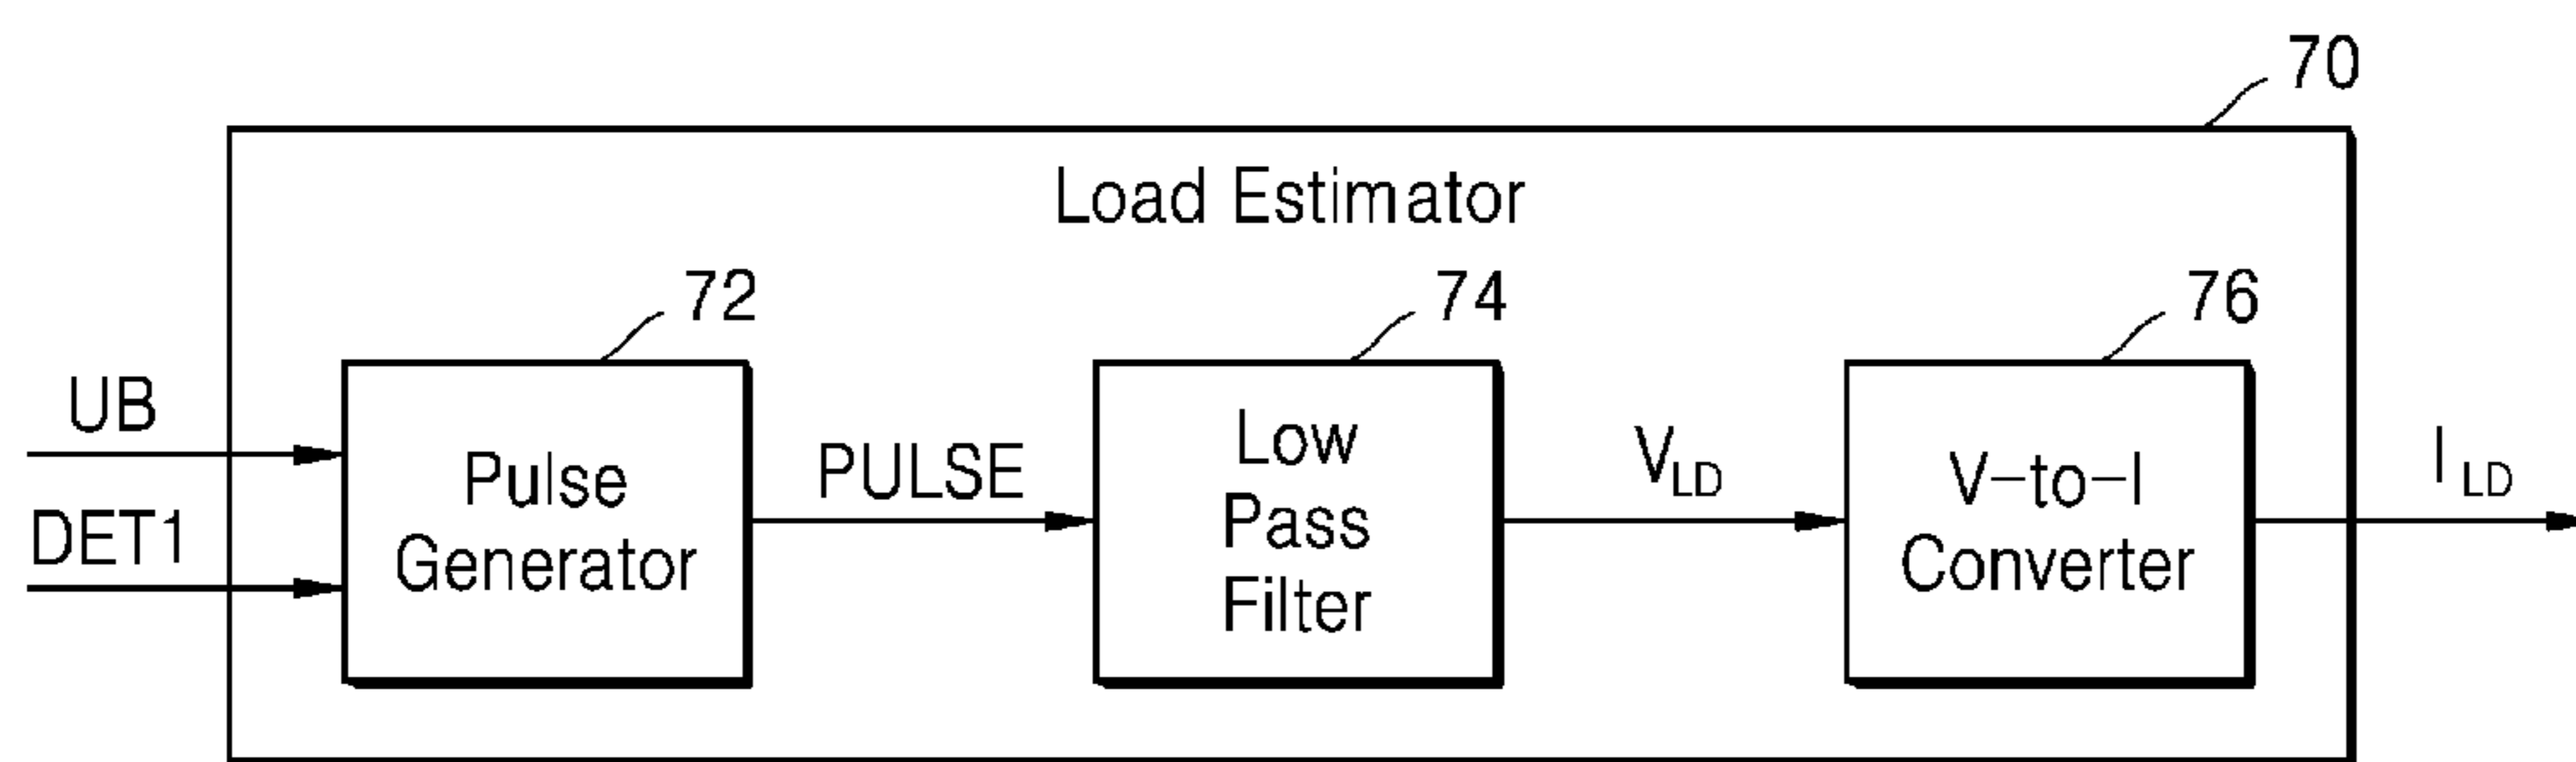 70
Load Estimator
72
74
76
UB
DET1
Pulse
Generator
PULSE
Low
Pass
Filter
V_LD
V-to-I
Converter
I_LD